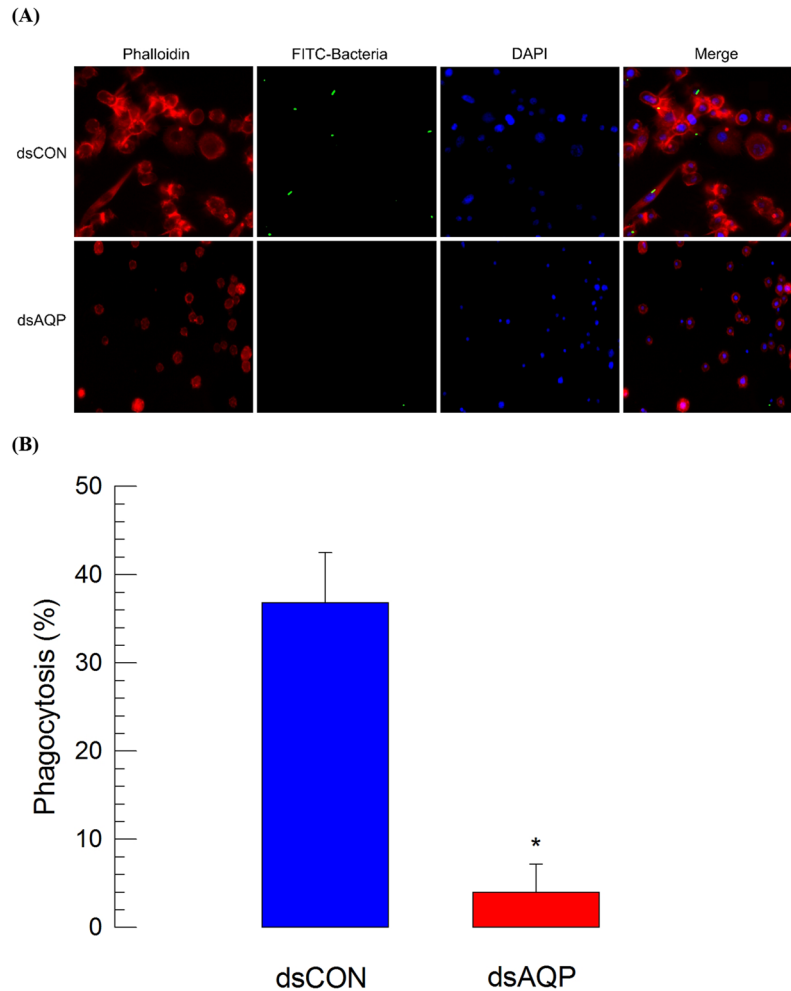 (A)
Phalloidin FITC-Bacteria DAPI Merge
dsCON
dsAQP
(B)
Phagocytosis (%)
50
40
30
20
10
0
*
dsCON dsAQP